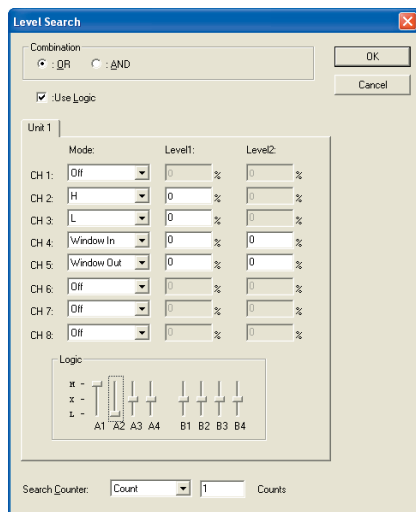 Level Search
Combination
: OR : AND
OK
Cancel
:Use Logic
Unit 1
Mode: Level1: Level2:
CH 1: Off 0 % 0 %
CH 2: H 0 % 0 %
CH 3: L 0 % 0 %
CH 4: Window In 0 % 0 %
CH 5: Window Out 0 % 0 %
CH 6: Off 0 % 0 %
CH 7: Off 0 % 0 %
CH 8: Off 0 % 0 %
Logic
H -
X -
L -
A1 A2 A3 A4 B1 B2 B3 B4
Search Counter: Count 1 Counts